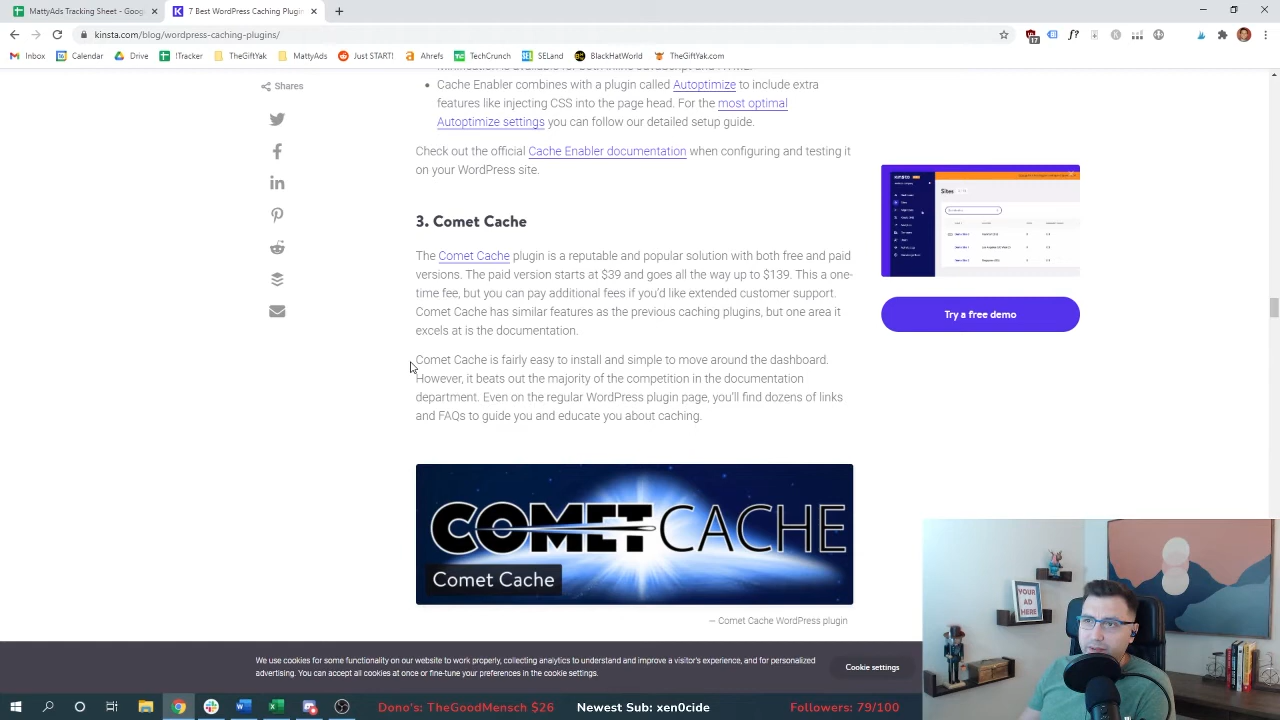 MattyAds Tracking Sheet - Goog
7 Best WordPress Caching Plugin
kinsta.com/blog/wordpress-caching-plugins/
17
Inbox
Calendar
Drive
!Tracker
TheGiftYak
MattyAds
Just START!
Ahrefs
TechCrunch
SELand
BlackHatWorld
TheGiftYak.com
Shares
Cache Enabler combines with a plugin called Autoptimize to include extra
features like injecting CSS into the page head. For the most optimal
Autoptimize settings you can follow our detailed setup guide.
Check out the official Cache Enabler documentation when configuring and testing it
on your WordPress site.
3. Comet Cache
The Comet Cache plugin is a reputable and popular solution with both free and paid
versions. The paid version starts at $39 and goes all the way up to $139. This a one-
time fee, but you can pay additional fees if you'd like extended customer support.
Comet Cache has similar features as the previous caching plugins, but one area it
excels at is the documentation.
Comet Cache is fairly easy to install and simple to move around the dashboard.
However, it beats out the majority of the competition in the documentation
department. Even on the regular WordPress plugin page, you'll find dozens of links
and FAQs to guide you and educate you about caching.
COMET CACHE
Comet Cache
— Comet Cache WordPress plugin
KINSTA
Sites
Try a free demo
YOUR
AD
HERE
We use cookies for some functionality on our website to work properly, collecting analytics to understand and improve a visitor's experience, and for personalized
advertising. You can accept all cookies at once or fine-tune your preferences in the cookie settings.
Cookie settings
Dono's: TheGoodMensch $26
Newest Sub: xen0cide
Followers: 79/100